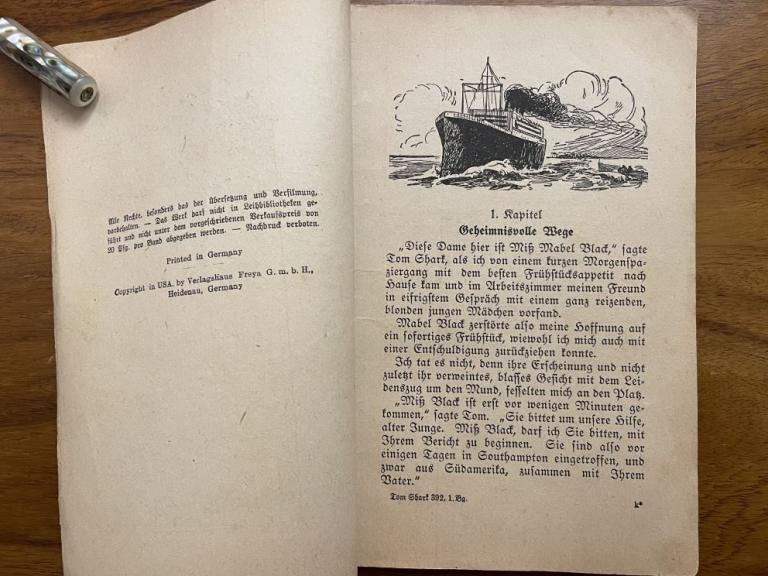 Alle Rechte, besonders das der Übersetzung und Verfilmung,
vorbehalten. — Das Werk darf nicht in Leihbibliotheken ge-
führt und nicht unter dem vorgeschriebenen Verkaufspreis von
20 Pfg. pro Band abgegeben werden. — Nachdruck verboten.
Printed in Germany
Copyright in USA. by Verlagshaus Freya G. m. b. H.,
Heidenau, Germany
1. Kapitel
Geheimnisvolle Wege
„Diese Dame hier ist Miß Mabel Black,“ sagte
Tom Shark, als ich von einem kurzen Morgenspa-
ziergang mit dem besten Frühstücksappetit nach
Hause kam und im Arbeitszimmer meinen Freund
in eifrigstem Gespräch mit einem ganz reizenden,
blonden jungen Mädchen vorfand.
Mabel Black zerstörte also meine Hoffnung auf
ein sofortiges Frühstück, wiewohl ich mich auch mit
einer Entschuldigung zurückziehen konnte.
Ich tat es nicht, denn ihre Erscheinung und nicht
zuletzt ihr verweintes, blasses Gesicht mit dem Lei-
denszug um den Mund, fesselten mich an den Platz.
„Miß Black ist erst vor wenigen Minuten ge-
kommen,“ sagte Tom. „Sie bittet um unsere Hilfe,
alter Junge. Miß Black, darf ich Sie bitten, mit
Ihrem Bericht zu beginnen. Sie sind also vor
einigen Tagen in Southampton eingetroffen, und
zwar aus Südamerika, zusammen mit Ihrem
Vater.“
Tom Shark 392, 1. Bg.